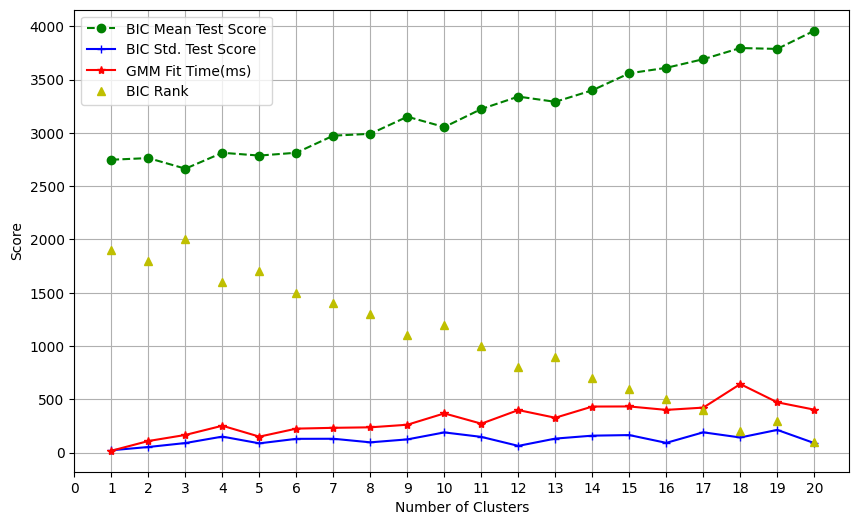 BIC Mean Test Score
BIC Std. Test Score
GMM Fit Time(ms)
BIC Rank
4000
3500
3000
2500
2000
1500
1000
500
0
Score
0 1 2 3 4 5 6 7 8 9 10 11 12 13 14 15 16 17 18 19 20
Number of Clusters